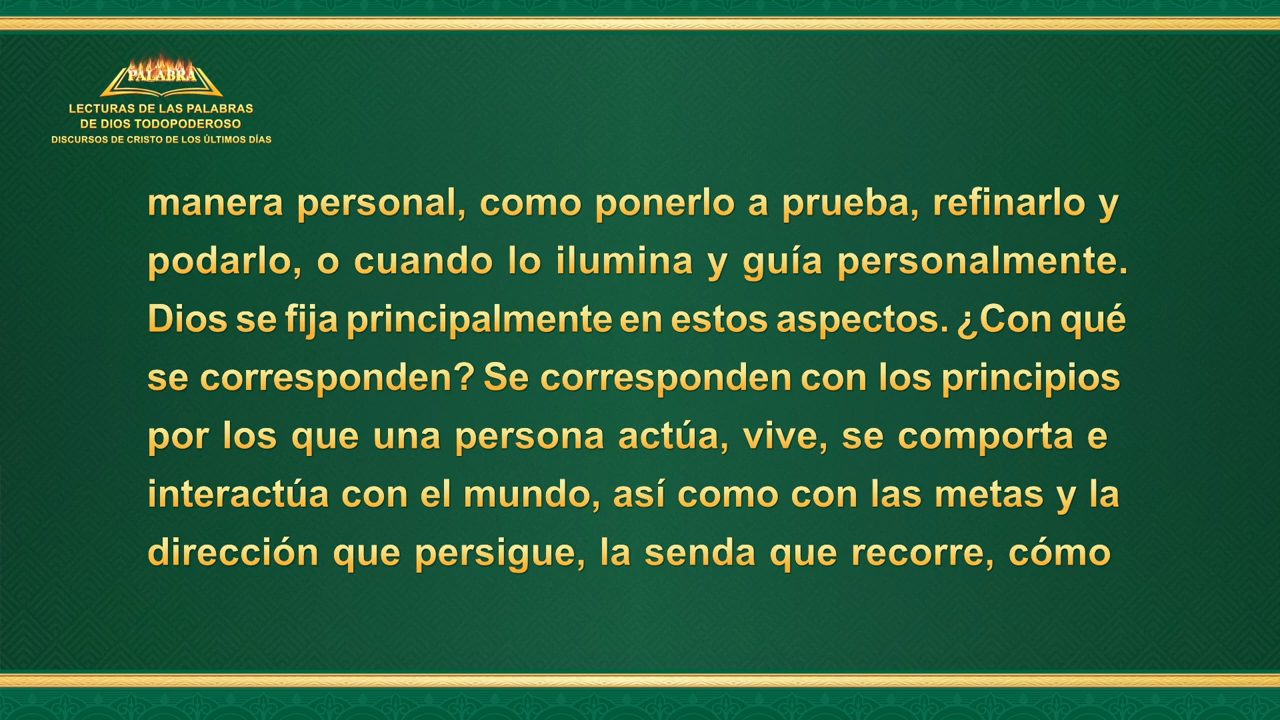 PALABRA
LECTURAS DE LAS PALABRAS
DE DIOS TODOPODEROSO
DISCURSOS DE CRISTO DE LOS ÚLTIMOS DÍAS
manera personal, como ponerlo a prueba, refinarlo y
podarlo, o cuando lo ilumina y guía personalmente.
Dios se fija principalmente en estos aspectos. ¿Con qué
se corresponden? Se corresponden con los principios
por los que una persona actúa, vive, se comporta e
interactúa con el mundo, así como con las metas y la
dirección que persigue, la senda que recorre, cómo